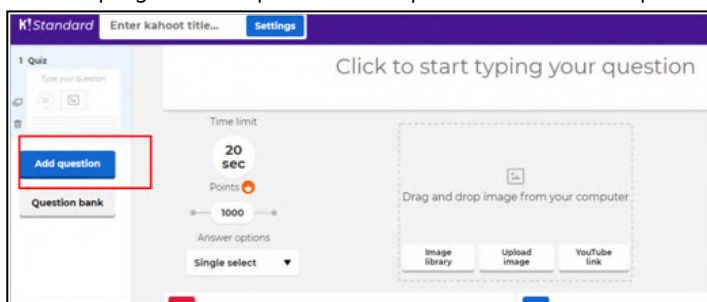 K!Standard Enter kahoot title... Settings
1 Quiz
Type your question
20
Add question
Question bank
Click to start typing your question
Time limit
20
sec
Points
1000
Answer options
Single select
Drag and drop image from your computer
Image
library
Upload
image
YouTube
link